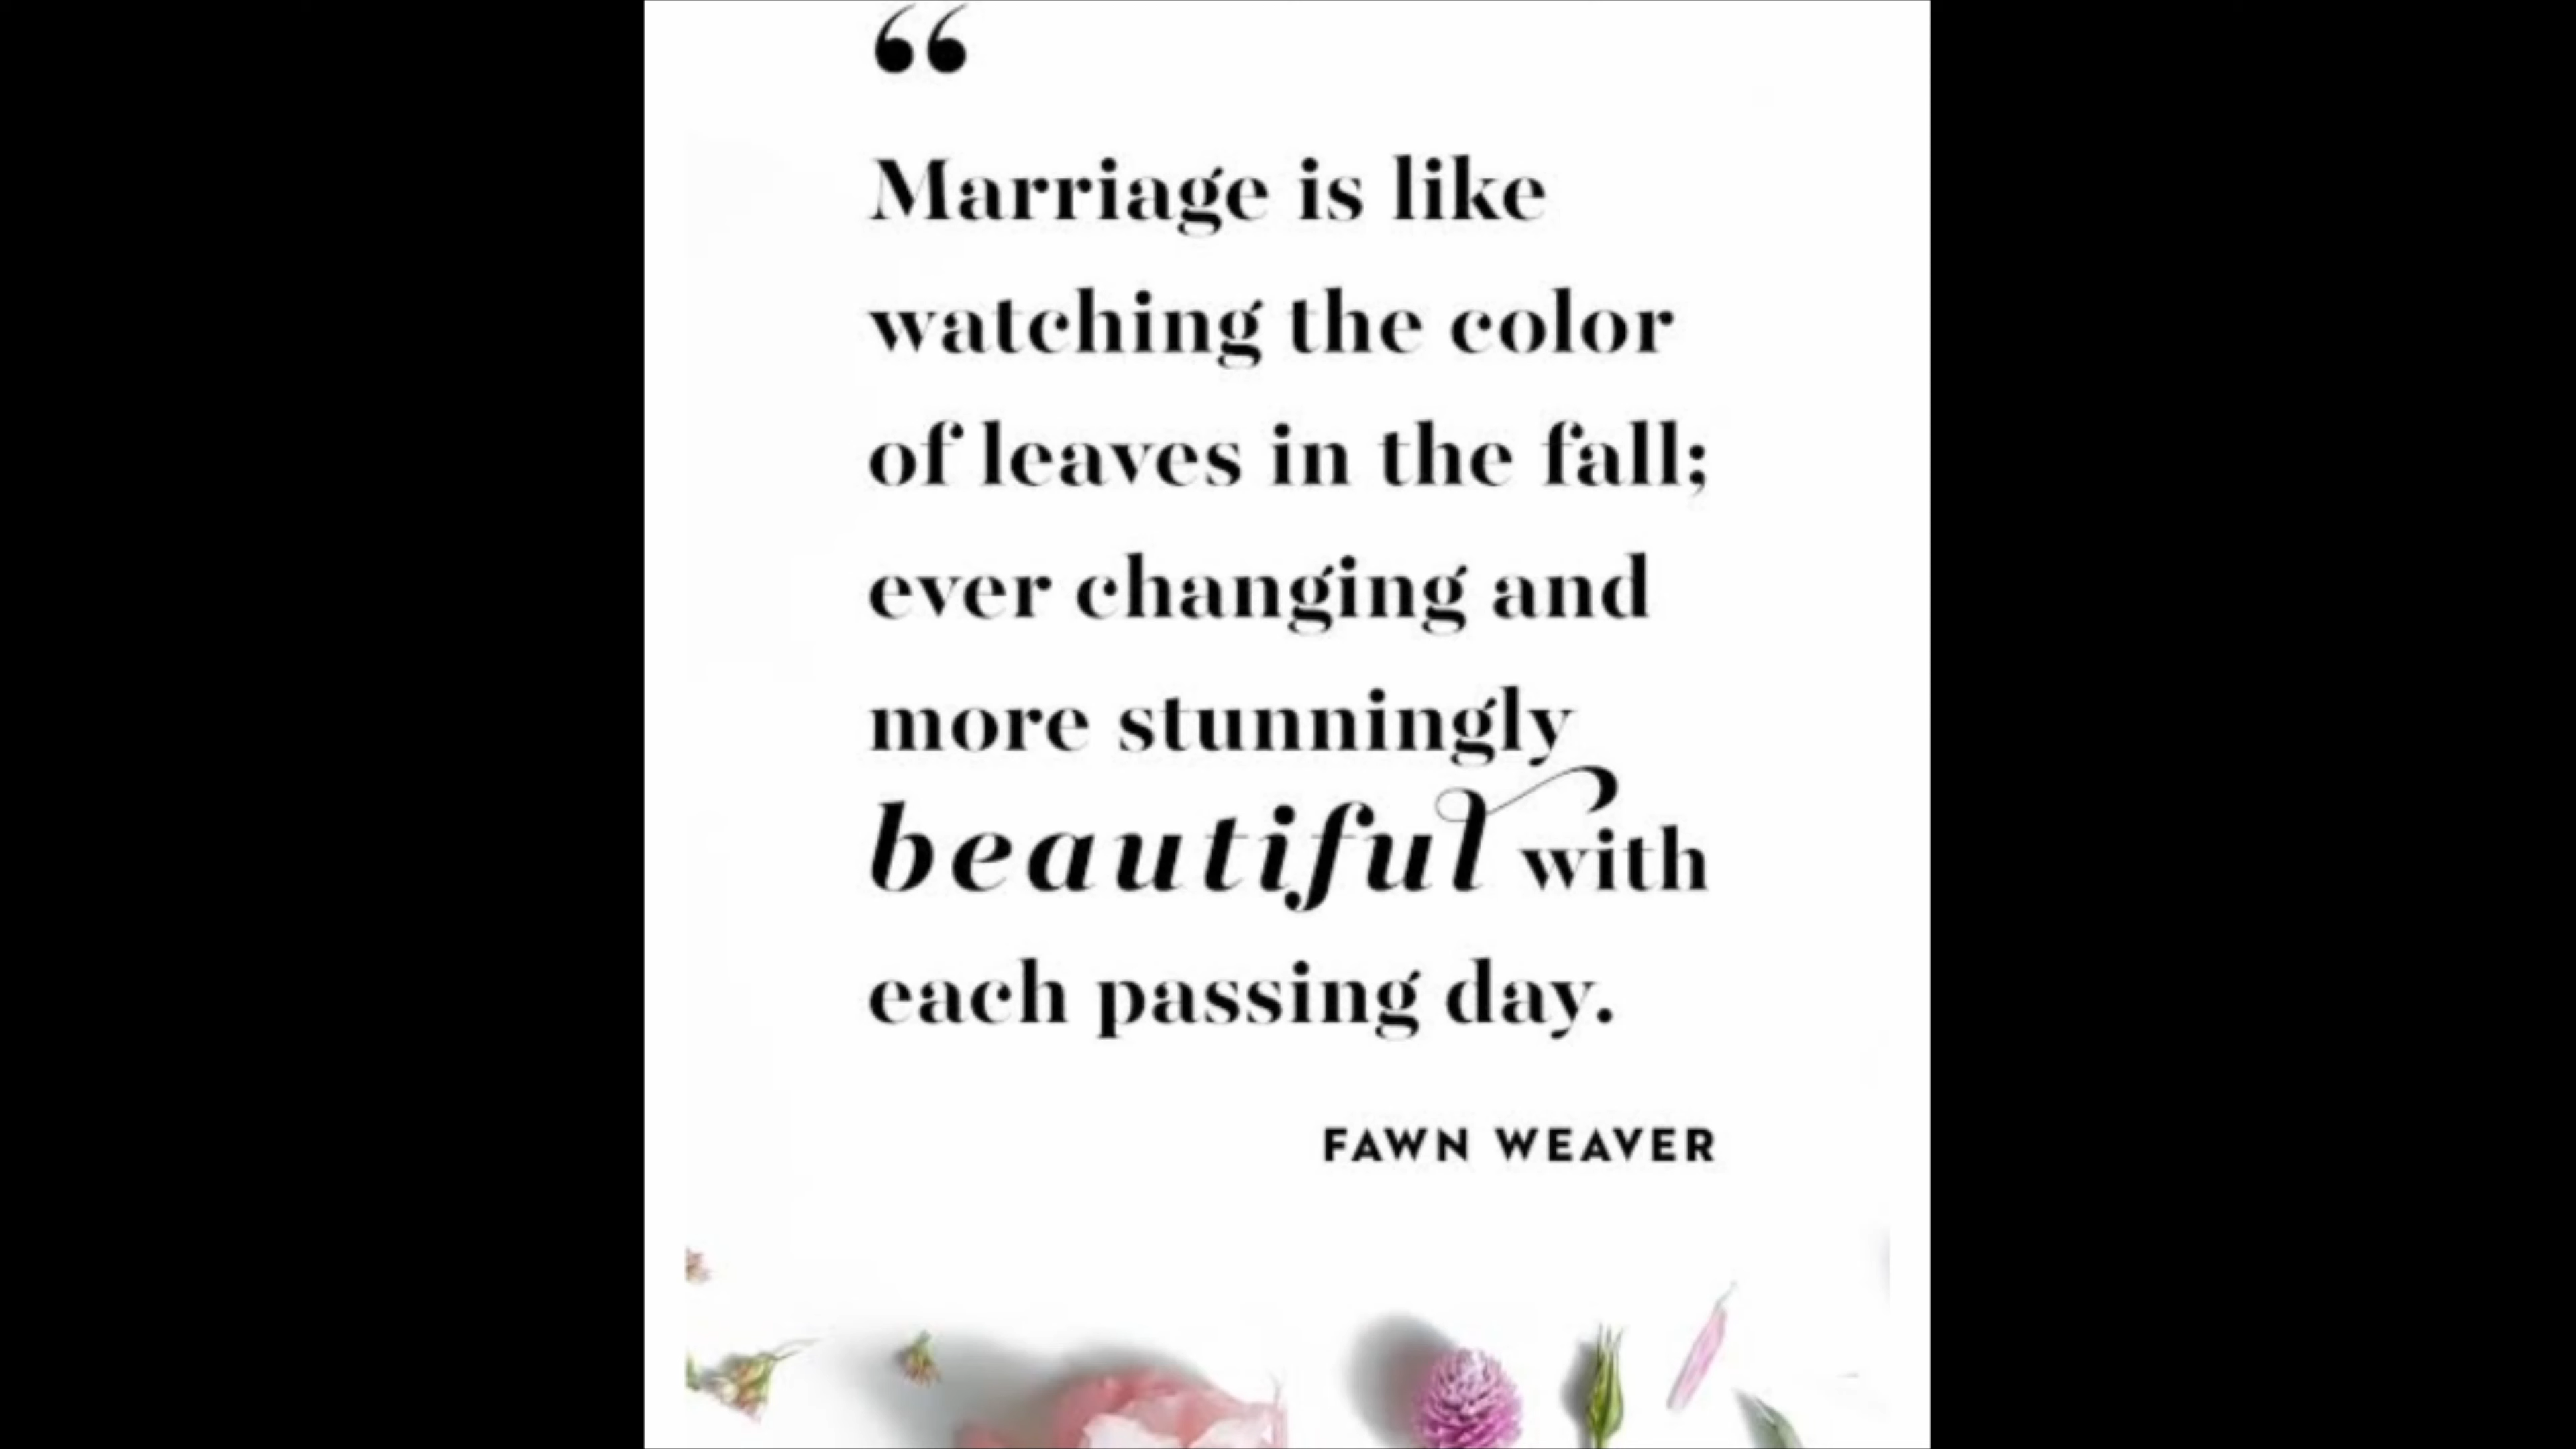 “
Marriage is like
watching the color
of leaves in the fall;
ever changing and
more stunningly
beautiful with
each passing day.
FAWN WEAVER